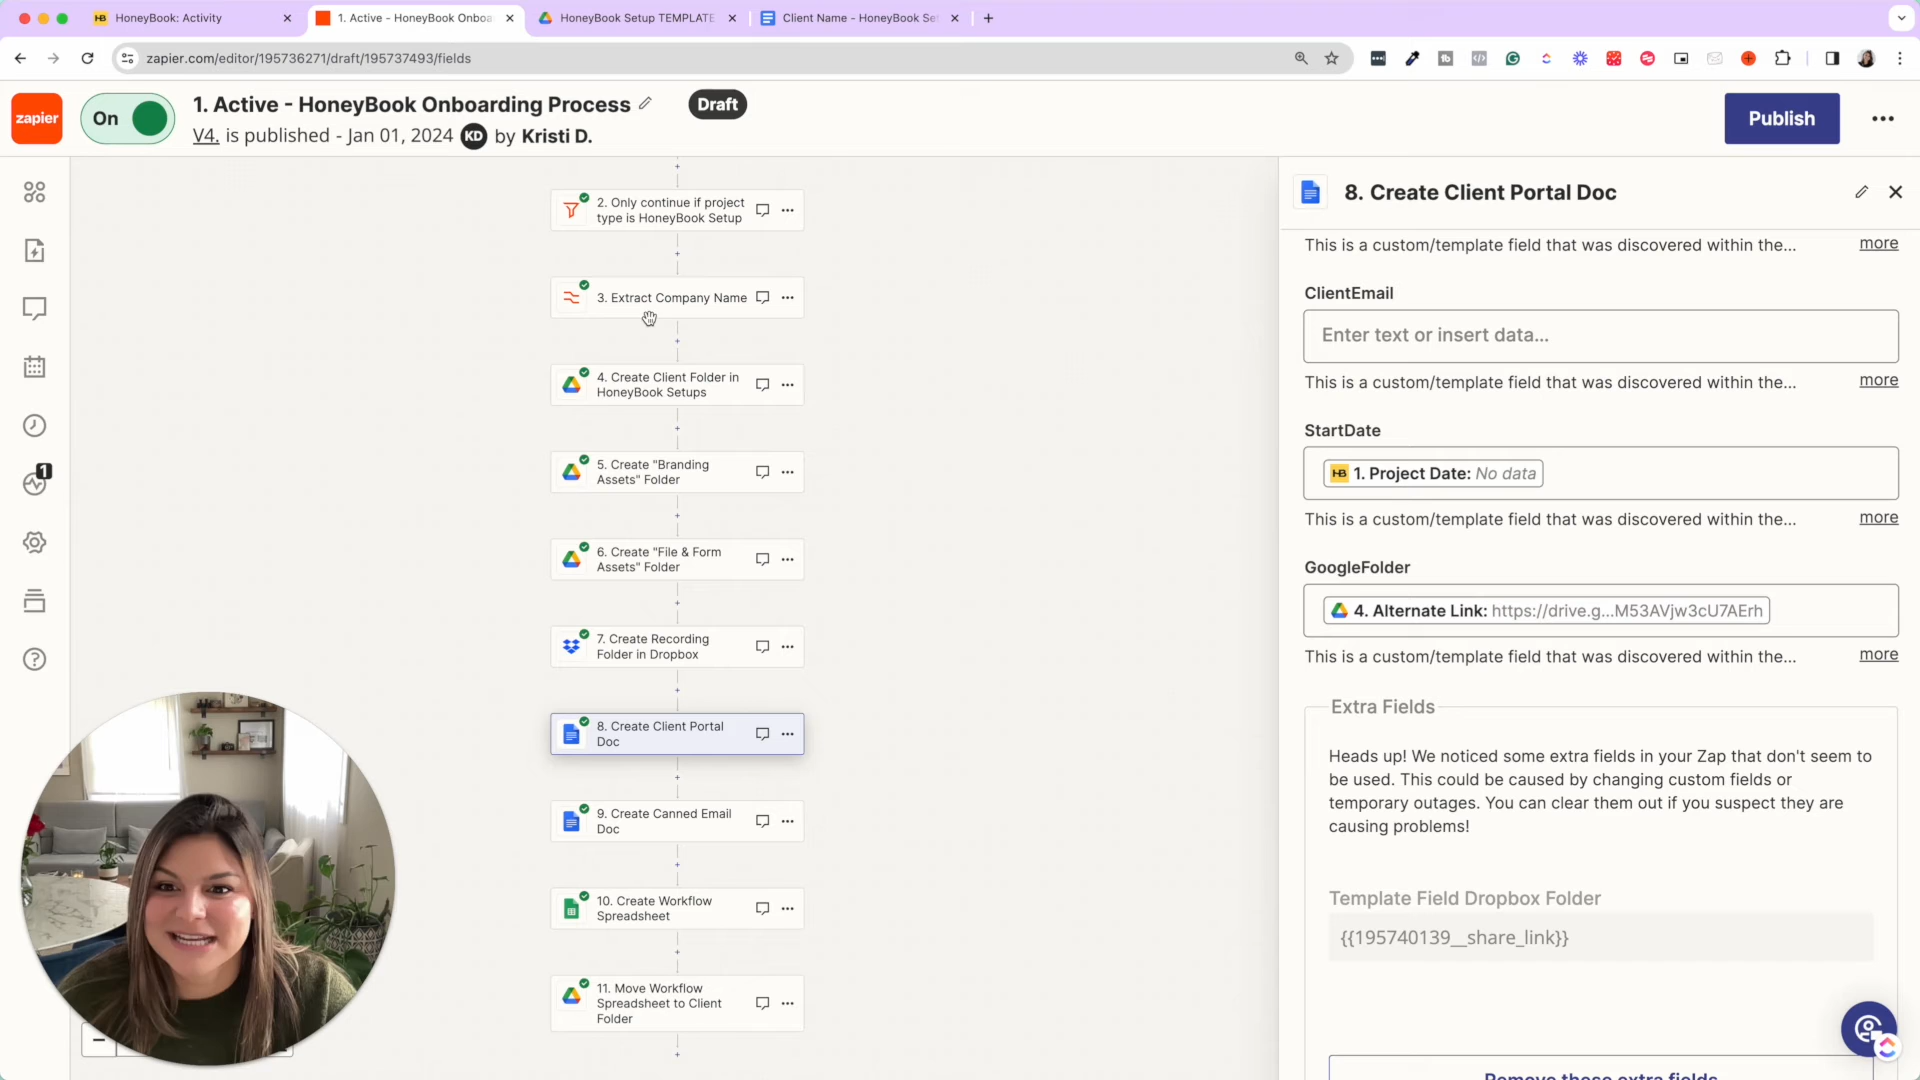 HoneyBook: Activity
1. Active - HoneyBook Onboa
HoneyBook Setup TEMPLATE
Client Name - HoneyBook Se
zapier.com/editor/195736271/draft/195737493/fields
zapier
On
1. Active - HoneyBook Onboarding Process
Draft
V4. is published - Jan 01, 2024 KD by Kristi D.
Publish
1
2. Only continue if project
type is HoneyBook Setup
3. Extract Company Name
4. Create Client Folder in
HoneyBook Setups
5. Create "Branding
Assets" Folder
6. Create "File & Form
Assets" Folder
7. Create Recording
Folder in Dropbox
8. Create Client Portal
Doc
9. Create Canned Email
Doc
10. Create Workflow
Spreadsheet
11. Move Workflow
Spreadsheet to Client
Folder
8. Create Client Portal Doc
This is a custom/template field that was discovered within the... more
ClientEmail
Enter text or insert data...
This is a custom/template field that was discovered within the... more
StartDate
HB 1. Project Date: No data
This is a custom/template field that was discovered within the... more
GoogleFolder
4. Alternate Link: https://drive.g...M53AVjw3cU7AErh
This is a custom/template field that was discovered within the... more
Extra Fields
Heads up! We noticed some extra fields in your Zap that don't seem to
be used. This could be caused by changing custom fields or
temporary outages. You can clear them out if you suspect they are
causing problems!
Template Field Dropbox Folder
{{195740139__share_link}}
Remove these extra fields